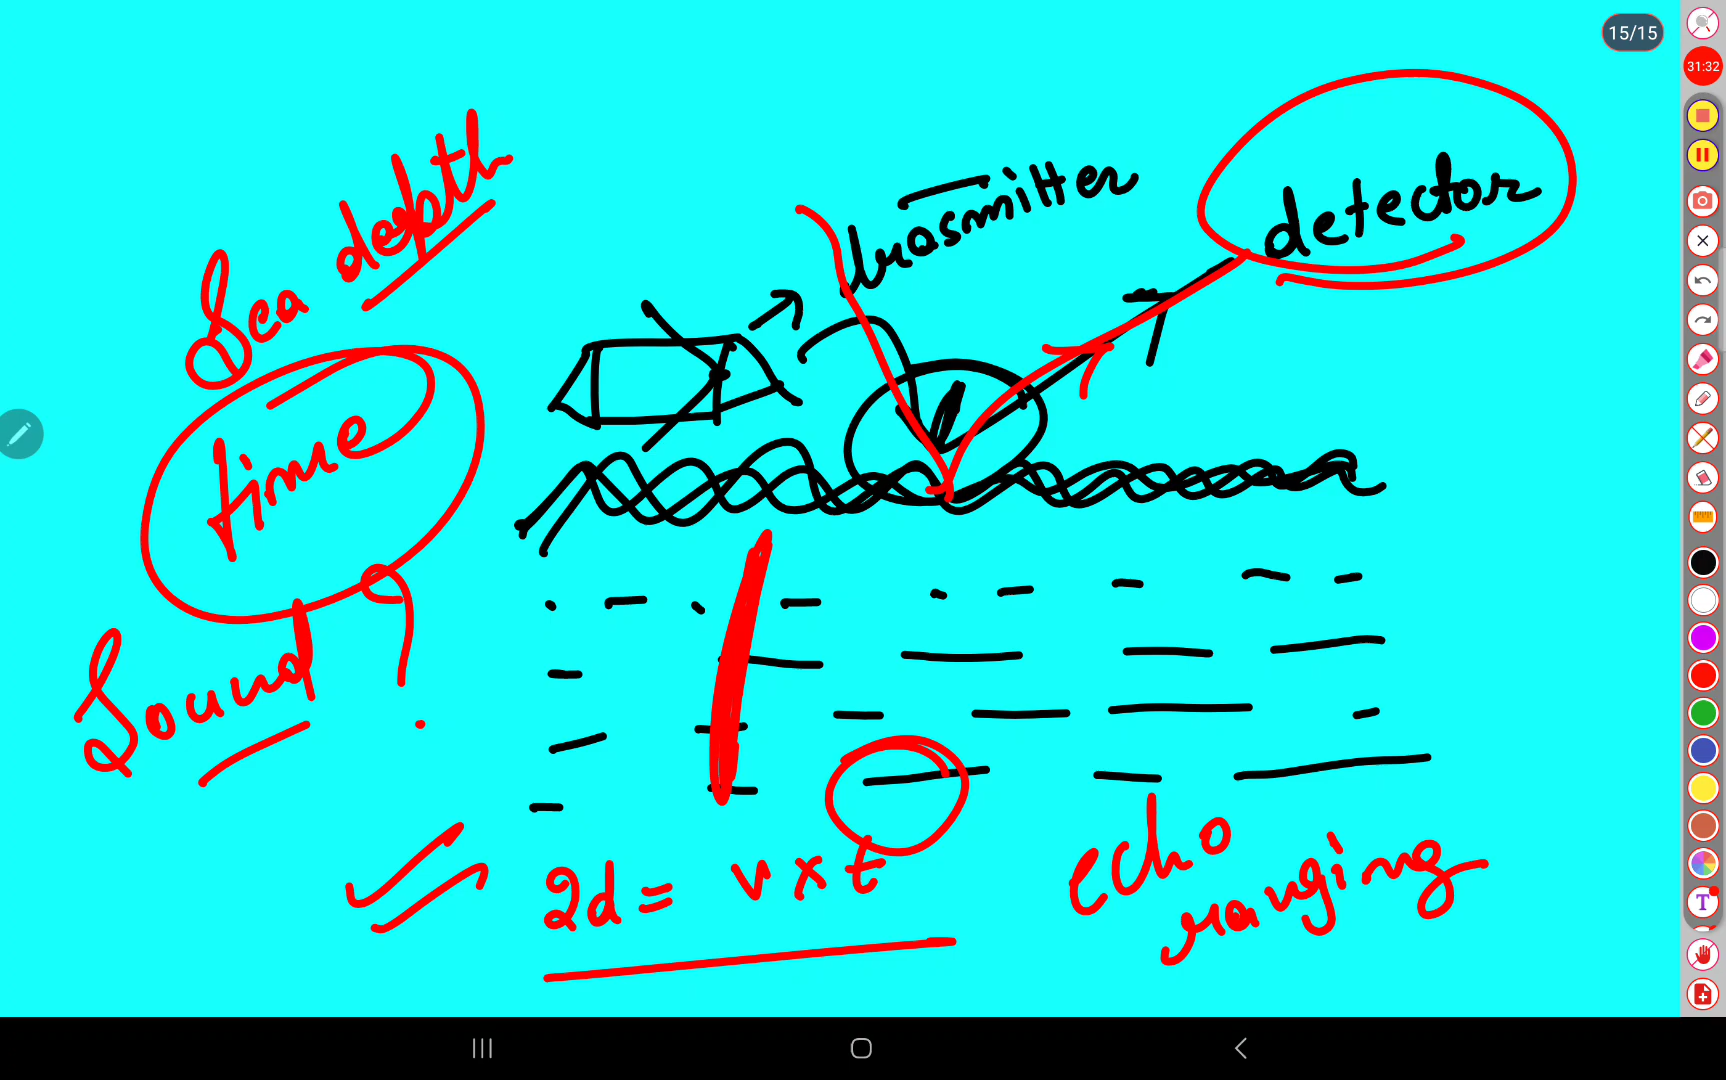 15/15
31:32
Sea depth
trasmitter
detector
time
Sound ?
2d = v x t
echo
ranging
T